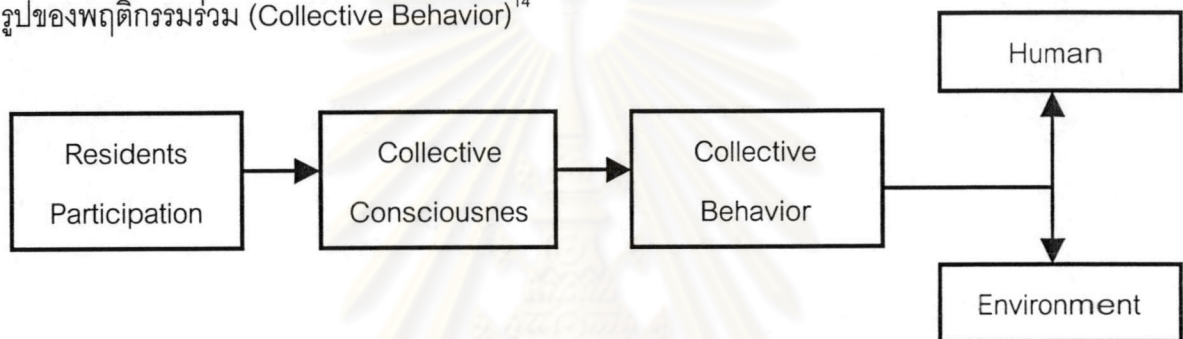 รูปของพฤติกรรมร่วม (Collective Behavior)¹⁴
Residents
Participation
Collective
Consciousnes
Collective
Behavior
Human
Environment